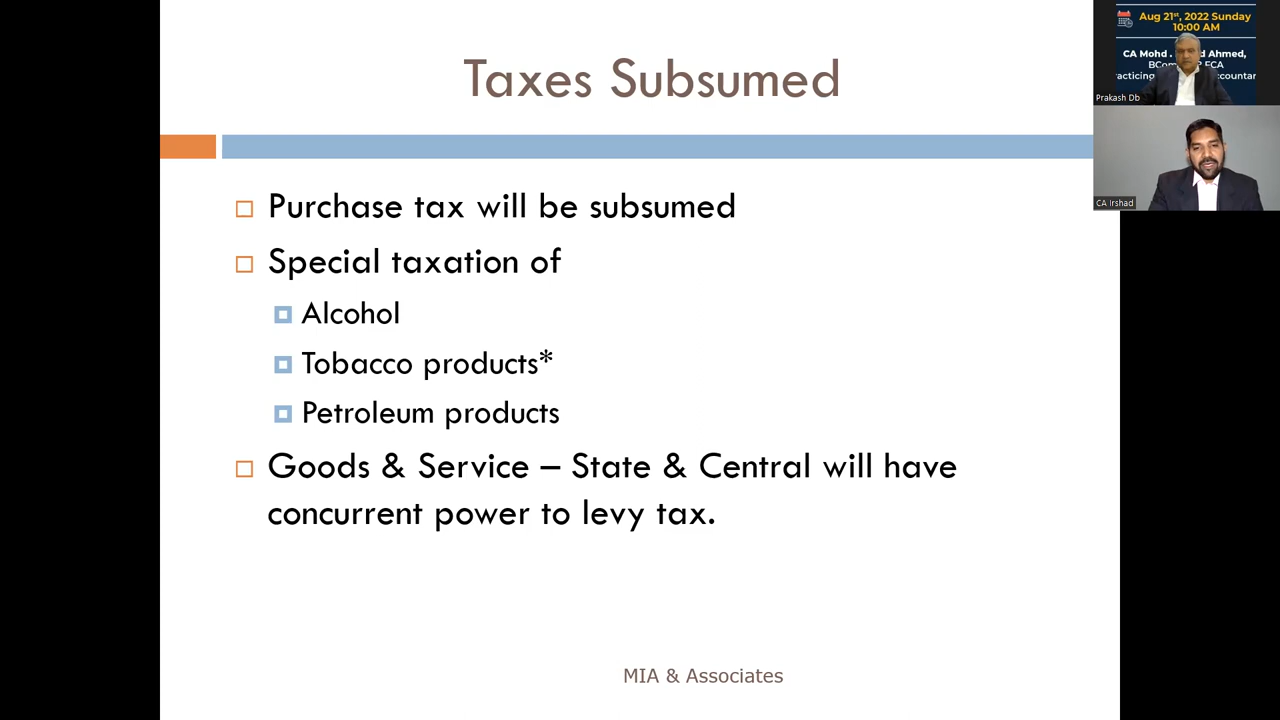 Taxes Subsumed
Purchase tax will be subsumed
Special taxation of
Alcohol
Tobacco products*
Petroleum products
Goods & Service – State & Central will have
concurrent power to levy tax.
MIA & Associates
Aug 21st, 2022 Sunday
10:00 AM
CA Mohd . Ahmed,
FCA
Prakash Db
CA Irshad